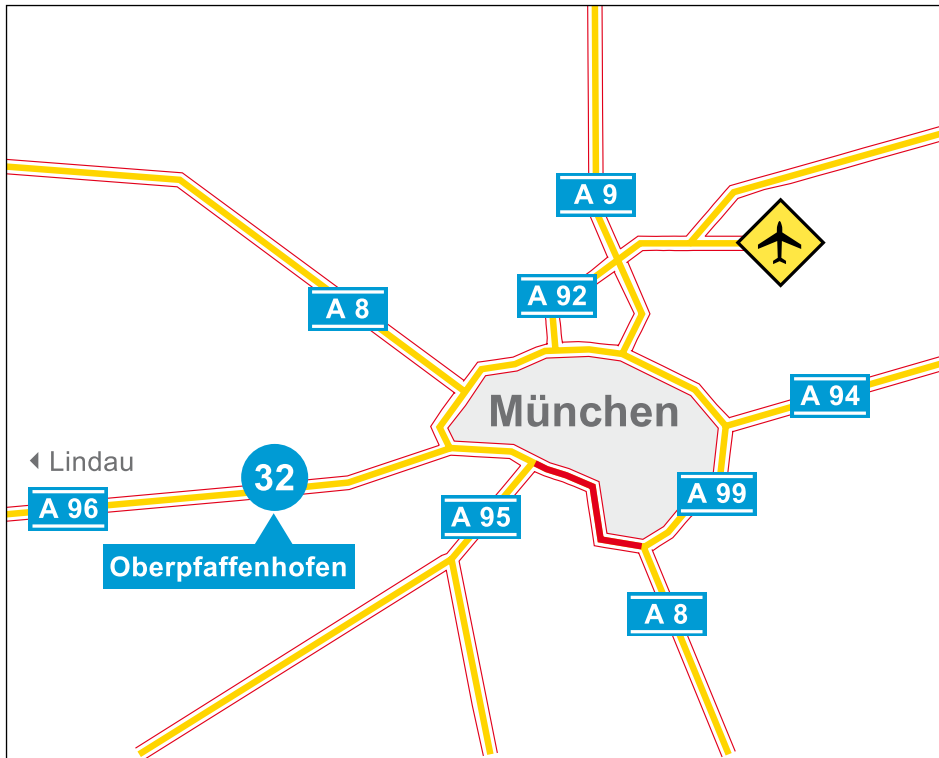 A 9
A 92
A 8
A 94
München
Lindau
32
A 96
A 95
A 99
Oberpfaffenhofen
A 8